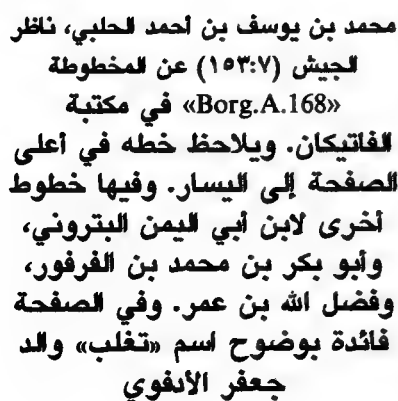 محمد بن يوسف بن أحمد الحلبي، ناظر
الجيش (١٥٣:٧) عن المخطوطة
«Borg.A.168» في مكتبة
الفاتيكان. ويلاحظ خطه في أعلى
الصفحة إلى اليسار. وفيها خطوط
أخرى لابن أبي اليمن البتروني،
وأبو بكر بن محمد بن الفرفور،
وفضل الله بن عمر. وفي الصفحة
فائدة بوضوح اسم «تغلب» والد
جعفر الأدفوي